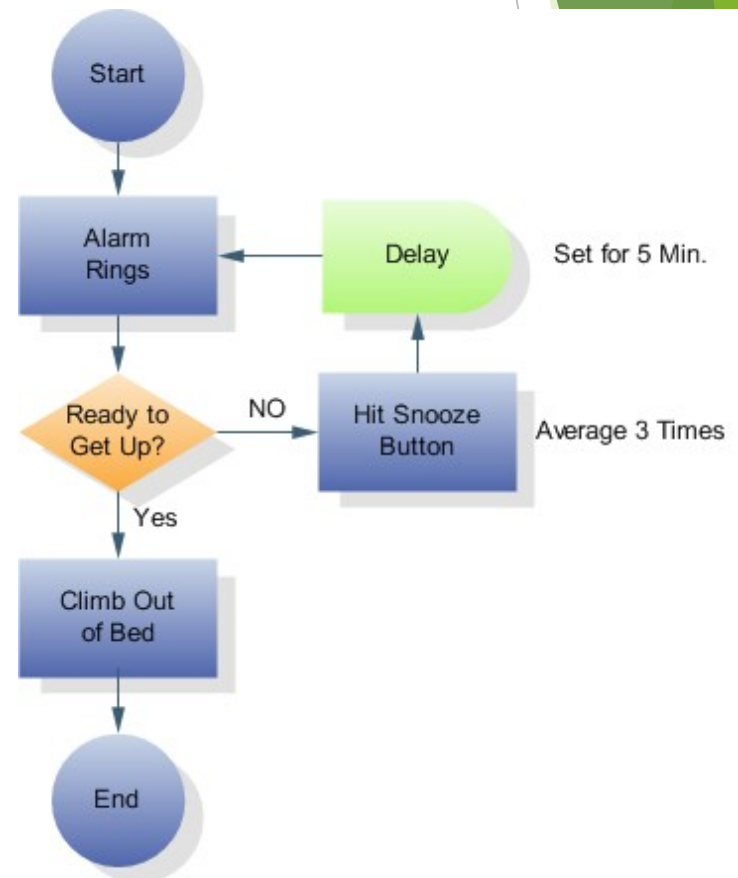 Start
Alarm
Rings
Delay
Set for 5 Min.
Ready to
Get Up?
NO
Hit Snooze
Button
Average 3 Times
Yes
Climb Out
of Bed
End